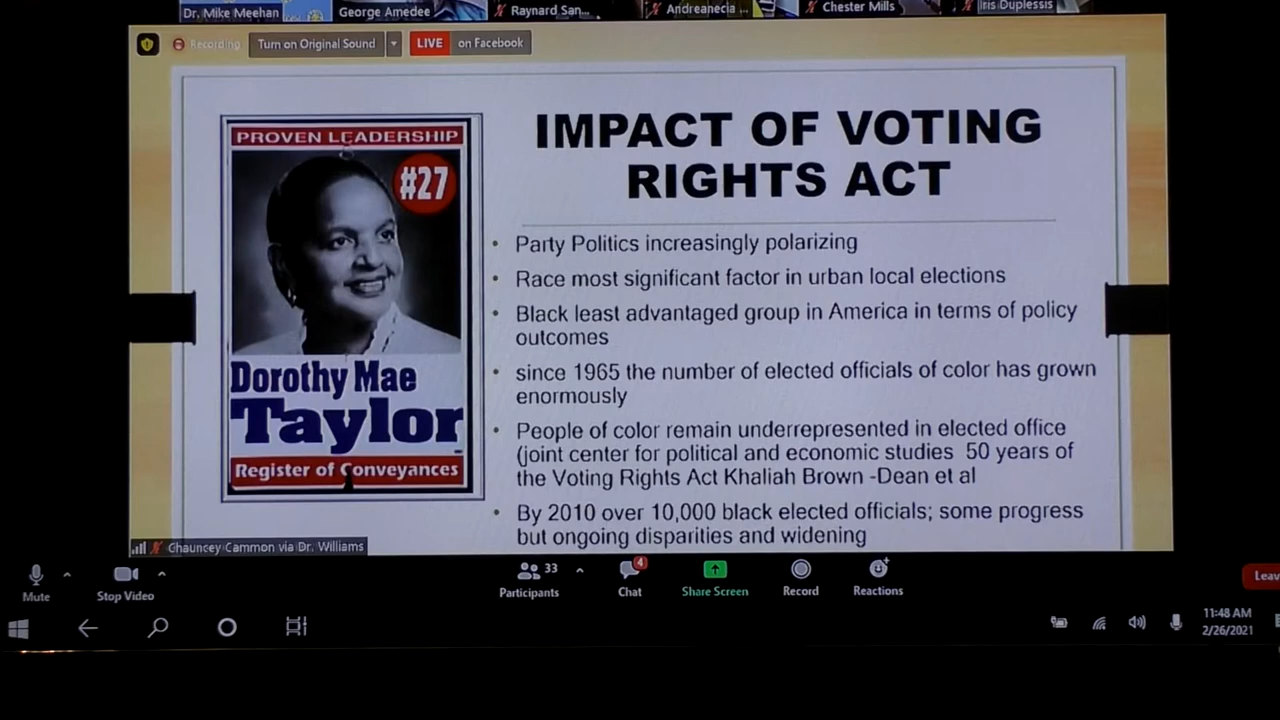 Dr. Mike Meehan
George Amedee
Raynard San...
Andreanecia ...
Chester Mills
Iris Duplessis
Recording
Turn on Original Sound
LIVE on Facebook
PROVEN LEADERSHIP
#27
Dorothy Mae
Taylor
Register of Conveyances
IMPACT OF VOTING
RIGHTS ACT
• Party Politics increasingly polarizing
• Race most significant factor in urban local elections
• Black least advantaged group in America in terms of policy
outcomes
• since 1965 the number of elected officials of color has grown
enormously
• People of color remain underrepresented in elected office
(joint center for political and economic studies 50 years of
the Voting Rights Act Khaliah Brown -Dean et al
• By 2010 over 10,000 black elected officials; some progress
but ongoing disparities and widening
Chauncey Cammon via Dr. Williams
Mute
Stop Video
33
Participants
4
Chat
Share Screen
Record
Reactions
Leav
11:48 AM
2/26/2021